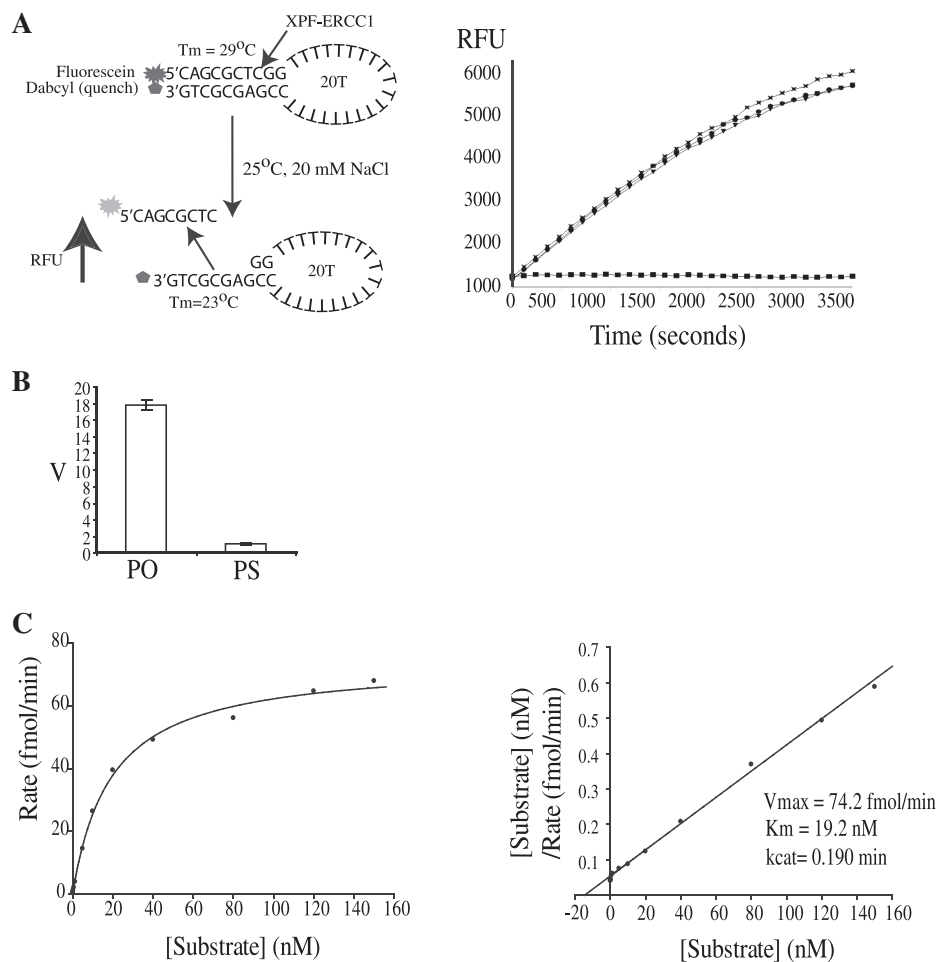 A
XPF-ERCC1
Tm = 29°C
Fluorescein
5'CAGCGCTCGG
Dabcyl (quench)
3'GTCGCGAGCC
20T
25°C, 20 mM NaCl
5'CAGCGCTC
RFU
GG
3'GTCGCGAGCC
20T
Tm=23°C
RFU
6000
5000
4000
3000
2000
1000
0 500 1000 1500 2000 2500 3000 3500
Time (seconds)
B
V
20
18
16
14
12
10
8
6
4
2
0
PO PS
C
Rate (fmol/min)
80
60
40
20
0
0 20 40 60 80 100 120 140 160
[Substrate] (nM)
[Substrate] (nM)
/Rate (fmol/min)
0.7
0.6
0.5
0.4
0.3
0.2
0.1
Vmax = 74.2 fmol/min
Km = 19.2 nM
kcat= 0.190 min
-20 0 20 40 60 80 100 120 140 160
[Substrate] (nM)